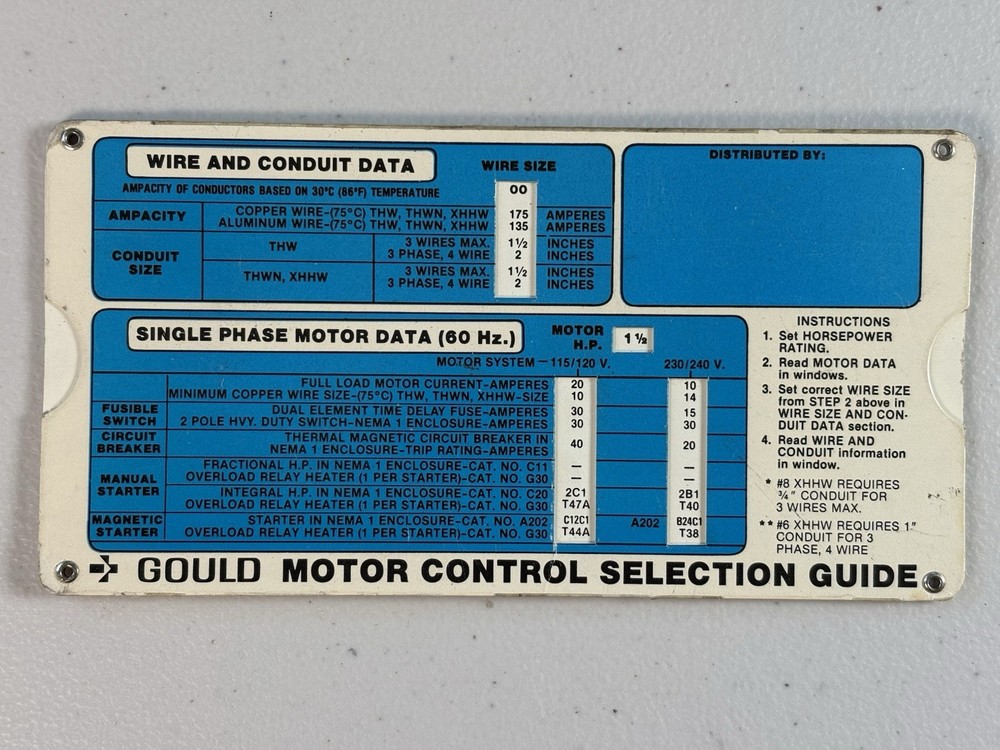 WIRE AND CONDUIT DATA
WIRE SIZE
AMPACITY OF CONDUCTORS BASED ON 30°C (86°F) TEMPERATURE
00
AMPACITY
COPPER WIRE-(75°C) THW, THWN, XHHW 175 AMPERES
ALUMINUM WIRE-(75°C) THW, THWN, XHHW 135 AMPERES
CONDUIT
SIZE
THW
3 WIRES MAX. 1½ INCHES
3 PHASE, 4 WIRE 2 INCHES
THWN, XHHW
3 WIRES MAX. 1½ INCHES
3 PHASE, 4 WIRE 2 INCHES
DISTRIBUTED BY:
SINGLE PHASE MOTOR DATA (60 Hz.)
MOTOR
H.P.
1½
MOTOR SYSTEM - 115/120 V. 230/240 V.
FULL LOAD MOTOR CURRENT-AMPERES 20 10
MINIMUM COPPER WIRE SIZE-(75°C) THW, THWN, XHHW-SIZE 10 14
FUSIBLE
SWITCH
DUAL ELEMENT TIME DELAY FUSE-AMPERES 30 15
2 POLE HVY. DUTY SWITCH-NEMA 1 ENCLOSURE-AMPERES 30 30
CIRCUIT
BREAKER
THERMAL MAGNETIC CIRCUIT BREAKER IN
NEMA 1 ENCLOSURE-TRIP RATING-AMPERES
40 20
MANUAL
STARTER
FRACTIONAL H.P. IN NEMA 1 ENCLOSURE-CAT. NO. C11 — —
OVERLOAD RELAY HEATER (1 PER STARTER)-CAT. NO. G30 — —
INTEGRAL H.P. IN NEMA 1 ENCLOSURE-CAT. NO. C20 2C1 2B1
OVERLOAD RELAY HEATER (1 PER STARTER)-CAT. NO. G30 T47A T40
MAGNETIC
STARTER
STARTER IN NEMA 1 ENCLOSURE-CAT. NO. A202 C12C1 A202 B24C1
OVERLOAD RELAY HEATER (1 PER STARTER)-CAT. NO. G30 T44A T38
INSTRUCTIONS
1. Set HORSEPOWER
RATING.
2. Read MOTOR DATA
in windows.
3. Set correct WIRE SIZE
from STEP 2 above in
WIRE SIZE AND CON-
DUIT DATA section.
4. Read WIRE AND
CONDUIT information
in window.
* #8 XHHW REQUIRES
¾" CONDUIT FOR
3 WIRES MAX.
** #6 XHHW REQUIRES 1"
CONDUIT FOR 3
PHASE, 4 WIRE
GOULD MOTOR CONTROL SELECTION GUIDE